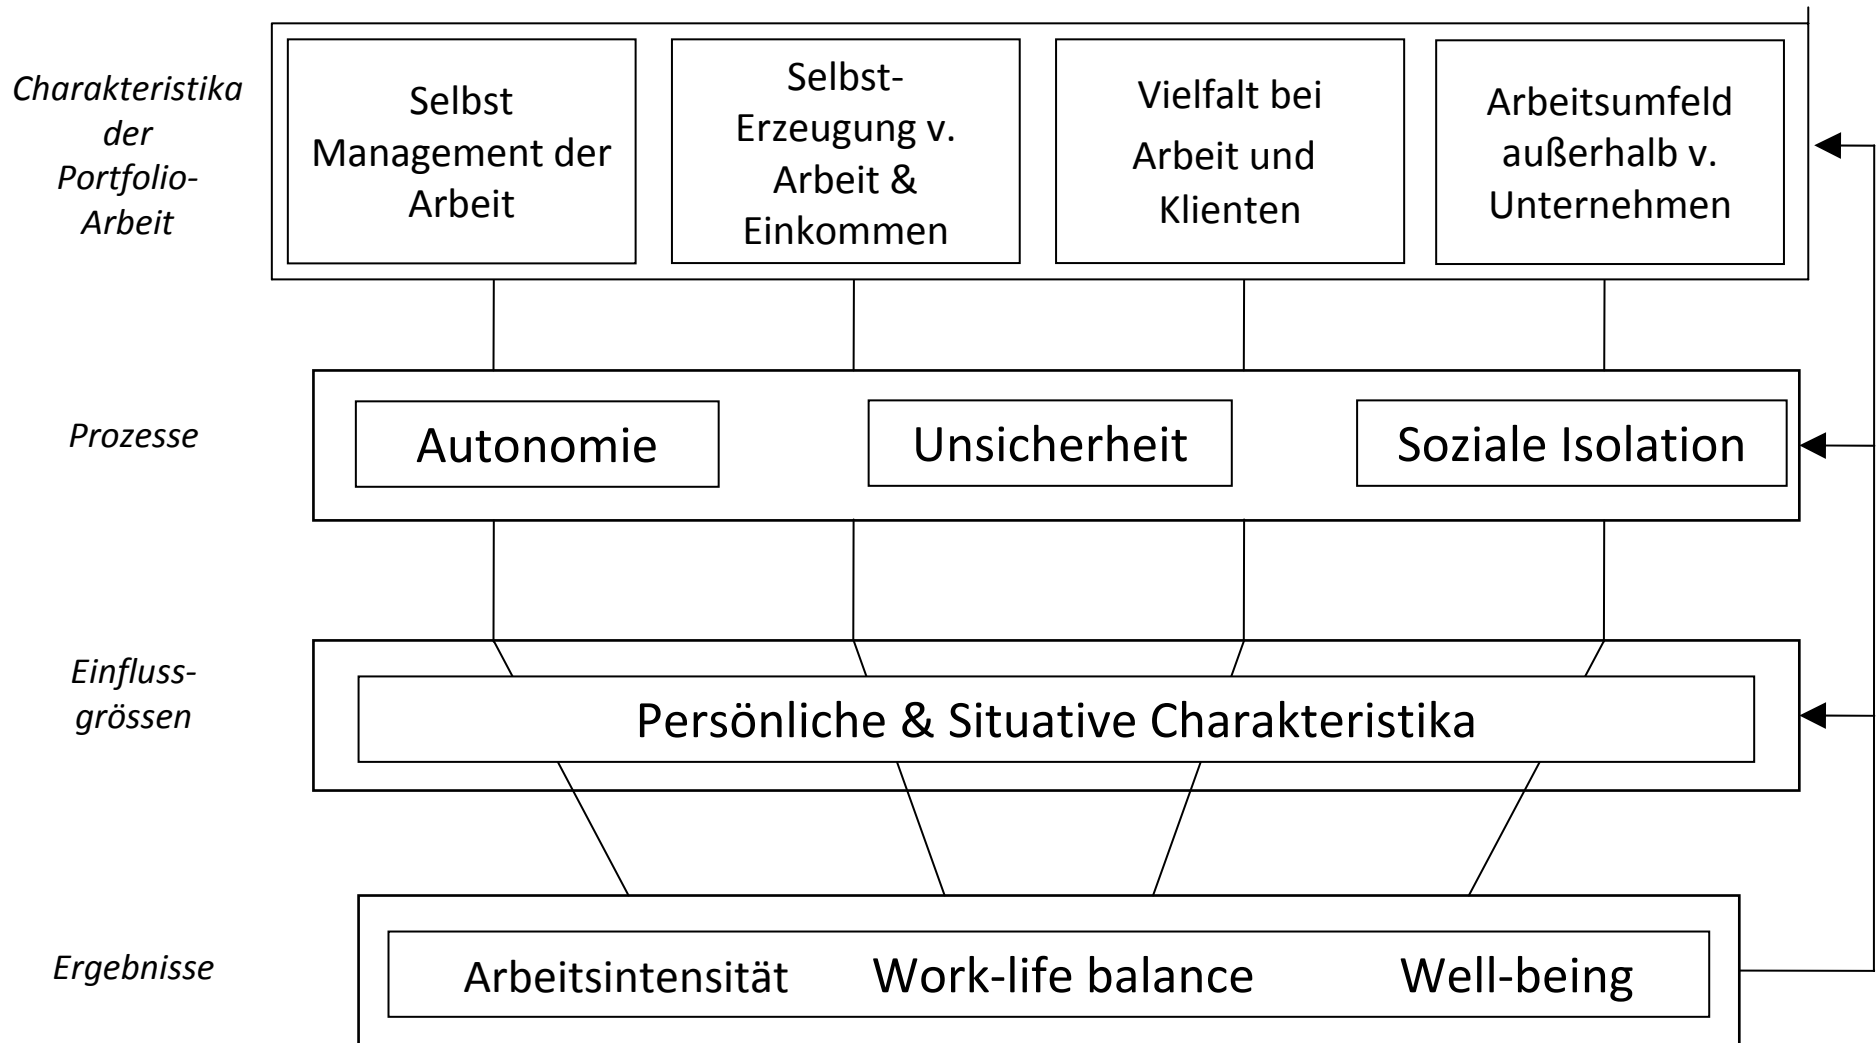 Charakteristika
der
Portfolio-
Arbeit
Selbst
Management der
Arbeit
Selbst-
Erzeugung v.
Arbeit &
Einkommen
Vielfalt bei
Arbeit und
Klienten
Arbeitsumfeld
außerhalb v.
Unternehmen
Prozesse
Autonomie
Unsicherheit
Soziale Isolation
Einfluss-
grössen
Persönliche & Situative Charakteristika
Ergebnisse
Arbeitsintensität
Work-life balance
Well-being